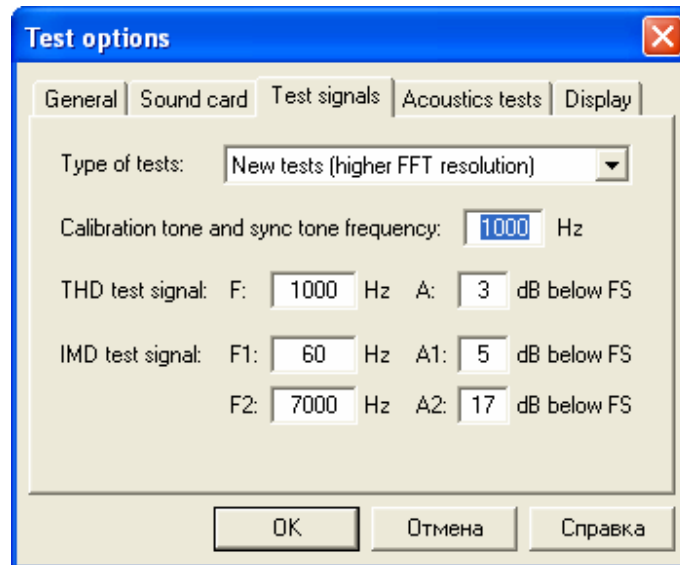 Test options
General Sound card Test signals Acoustics tests Display
Type of tests: New tests (higher FFT resolution)
Calibration tone and sync tone frequency: 1000 Hz
THD test signal: F: 1000 Hz A: 3 dB below FS
IMD test signal: F1: 60 Hz A1: 5 dB below FS
F2: 7000 Hz A2: 17 dB below FS
OK Отмена Справка